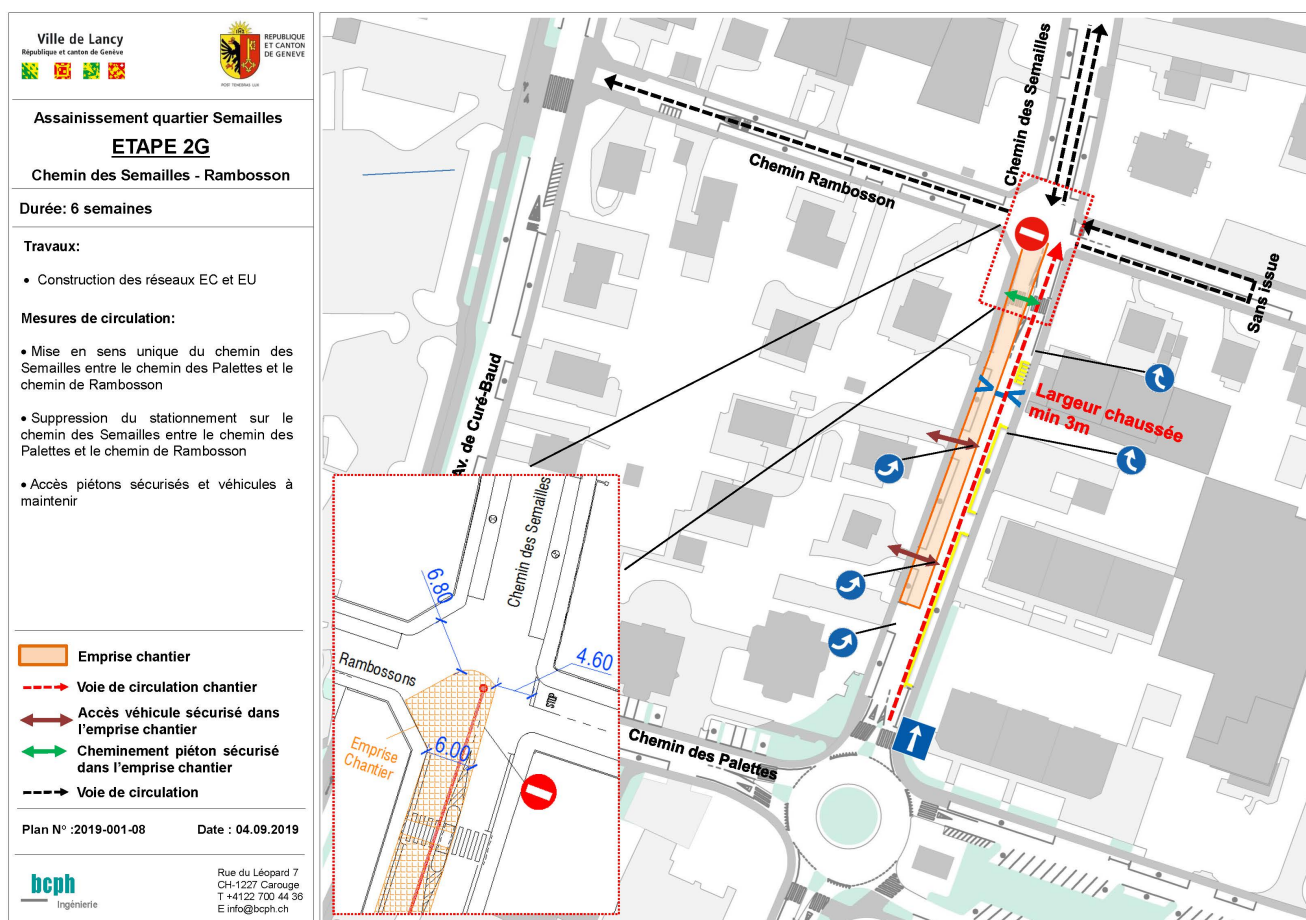 Ville de Lancy
République et canton de Genève
REPUBLIQUE
ET CANTON
DE GENEVE
POST TENEBRAS LUX
Assainissement quartier Semailles
ETAPE 2G
Chemin des Semailles - Rambosson
Durée: 6 semaines
Travaux:
• Construction des réseaux EC et EU
Mesures de circulation:
• Mise en sens unique du chemin des
Semailles entre le chemin des Palettes et le
chemin de Rambosson
• Suppression du stationnement sur le
chemin des Semailles entre le chemin des
Palettes et le chemin de Rambosson
• Accès piétons sécurisés et véhicules à
maintenir
Emprise chantier
Voie de circulation chantier
Accès véhicule sécurisé dans
l'emprise chantier
Cheminement piéton sécurisé
dans l'emprise chantier
Voie de circulation
Plan N° :2019-001-08
Date : 04.09.2019
bcph
Ingénierie
Rue du Léopard 7
CH-1227 Carouge
T +4122 700 44 36
E info@bcph.ch
Chemin des Semailles
Chemin Rambosson
Sans issue
Av. de Curé-Baud
Largeur chaussée
min 3m
Chemin des Palettes
Chemin des Semailles
6.80
4.60
Rambossons
STOP
Emprise
Chantier
6.00